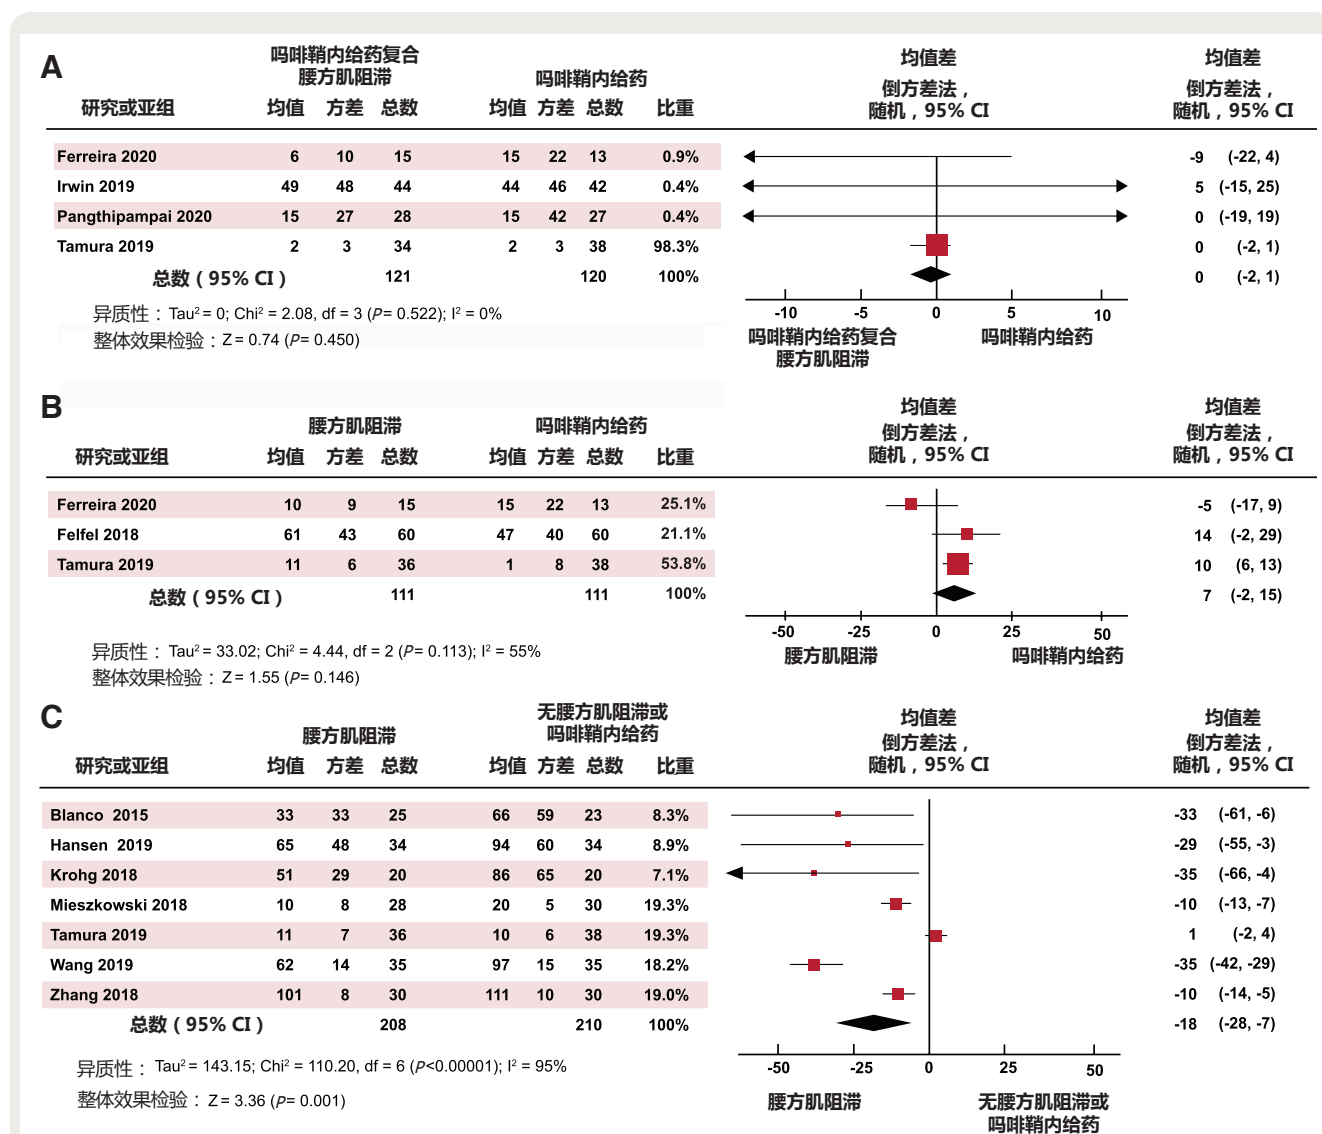 A
吗啡鞘内给药复合
腰方肌阻滞 吗啡鞘内给药 均值差 均值差
研究或亚组 均值 方差 总数 均值 方差 总数 比重 倒方差法，随机，95% CI 倒方差法，随机，95% CI
Ferreira 2020 6 10 15 15 22 13 0.9% -9 (-22, 4)
Irwin 2019 49 48 44 44 46 42 0.4% 5 (-15, 25)
Pangthipampai 2020 15 27 28 15 42 27 0.4% 0 (-19, 19)
Tamura 2019 2 3 34 2 3 38 98.3% 0 (-2, 1)
总数（95% CI） 121 120 100% 0 (-2, 1)
异质性：Tau² = 0; Chi² = 2.08, df = 3 (P = 0.522); I² = 0%
整体效果检验：Z = 0.74 (P = 0.450)
-10 -5 0 5 10
吗啡鞘内给药复合 吗啡鞘内给药
腰方肌阻滞
B
腰方肌阻滞 吗啡鞘内给药 均值差 均值差
研究或亚组 均值 方差 总数 均值 方差 总数 比重 倒方差法，随机，95% CI 倒方差法，随机，95% CI
Ferreira 2020 10 9 15 15 22 13 25.1% -5 (-17, 9)
Felfel 2018 61 43 60 47 40 60 21.1% 14 (-2, 29)
Tamura 2019 11 6 36 1 8 38 53.8% 10 (6, 13)
总数（95% CI） 111 111 100% 7 (-2, 15)
-50 -25 0 25 50
腰方肌阻滞 吗啡鞘内给药
异质性：Tau² = 33.02; Chi² = 4.44, df = 2 (P = 0.113); I² = 55%
整体效果检验：Z = 1.55 (P = 0.146)
C
腰方肌阻滞 无腰方肌阻滞或 均值差 均值差
吗啡鞘内给药
研究或亚组 均值 方差 总数 均值 方差 总数 比重 倒方差法，随机，95% CI 倒方差法，随机，95% CI
Blanco 2015 33 33 25 66 59 23 8.3% -33 (-61, -6)
Hansen 2019 65 48 34 94 60 34 8.9% -29 (-55, -3)
Krohg 2018 51 29 20 86 65 20 7.1% -35 (-66, -4)
Mieszkowski 2018 10 8 28 20 5 30 19.3% -10 (-13, -7)
Tamura 2019 11 7 36 10 6 38 19.3% 1 (-2, 4)
Wang 2019 62 14 35 97 15 35 18.2% -35 (-42, -29)
Zhang 2018 101 8 30 111 10 30 19.0% -10 (-14, -5)
总数（95% CI） 208 210 100% -18 (-28, -7)
异质性：Tau² = 143.15; Chi² = 110.20, df = 6 (P<0.00001); I² = 95%
-50 -25 0 25 50
整体效果检验：Z = 3.36 (P = 0.001)
腰方肌阻滞 无腰方肌阻滞或
吗啡鞘内给药